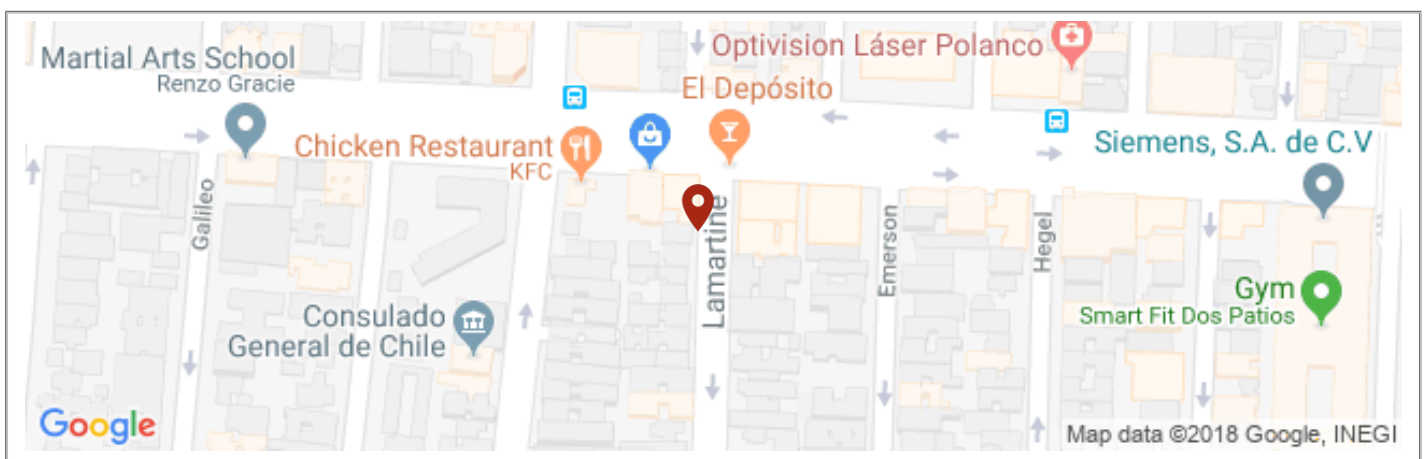 Martial Arts School
Renzo Gracie
Optivision Láser Polanco
El Depósito
Chicken Restaurant
KFC
Siemens, S.A. de C.V
Galileo
Lamartine
Emerson
Hegel
Consulado
General de Chile
Gym
Smart Fit Dos Patios
Google
Map data ©2018 Google, INEGI